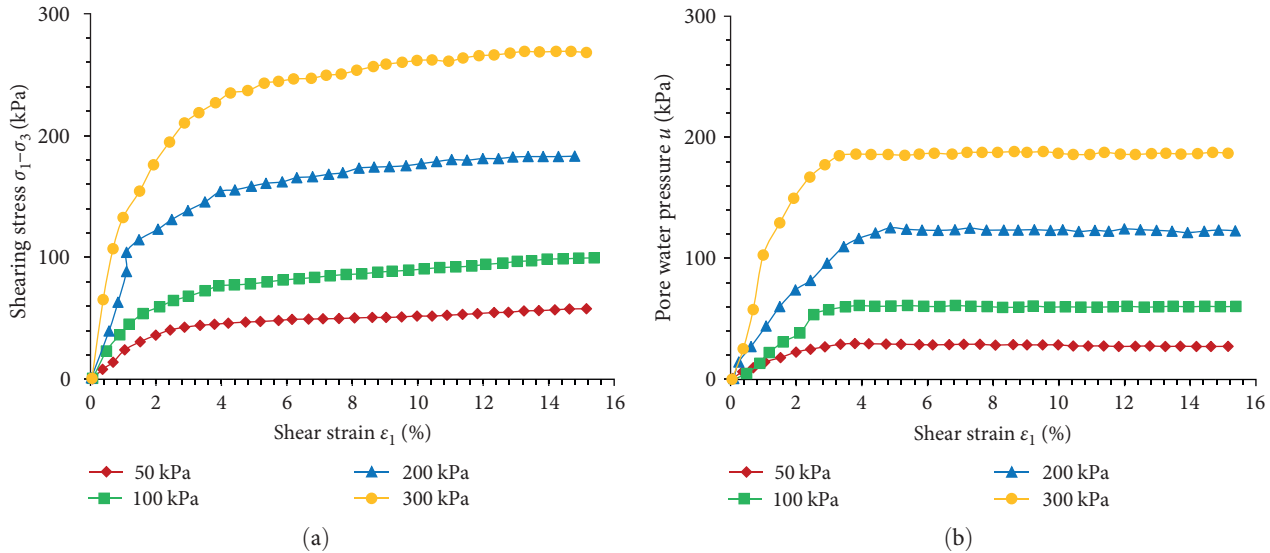 300
200
100
0
Shearing stress σ₁–σ₃ (kPa)
0 2 4 6 8 10 12 14 16
Shear strain ε₁ (%)
50 kPa
100 kPa
200 kPa
300 kPa
(a)
300
200
100
0
Pore water pressure u (kPa)
0 2 4 6 8 10 12 14 16
Shear strain ε₁ (%)
50 kPa
100 kPa
200 kPa
300 kPa
(b)